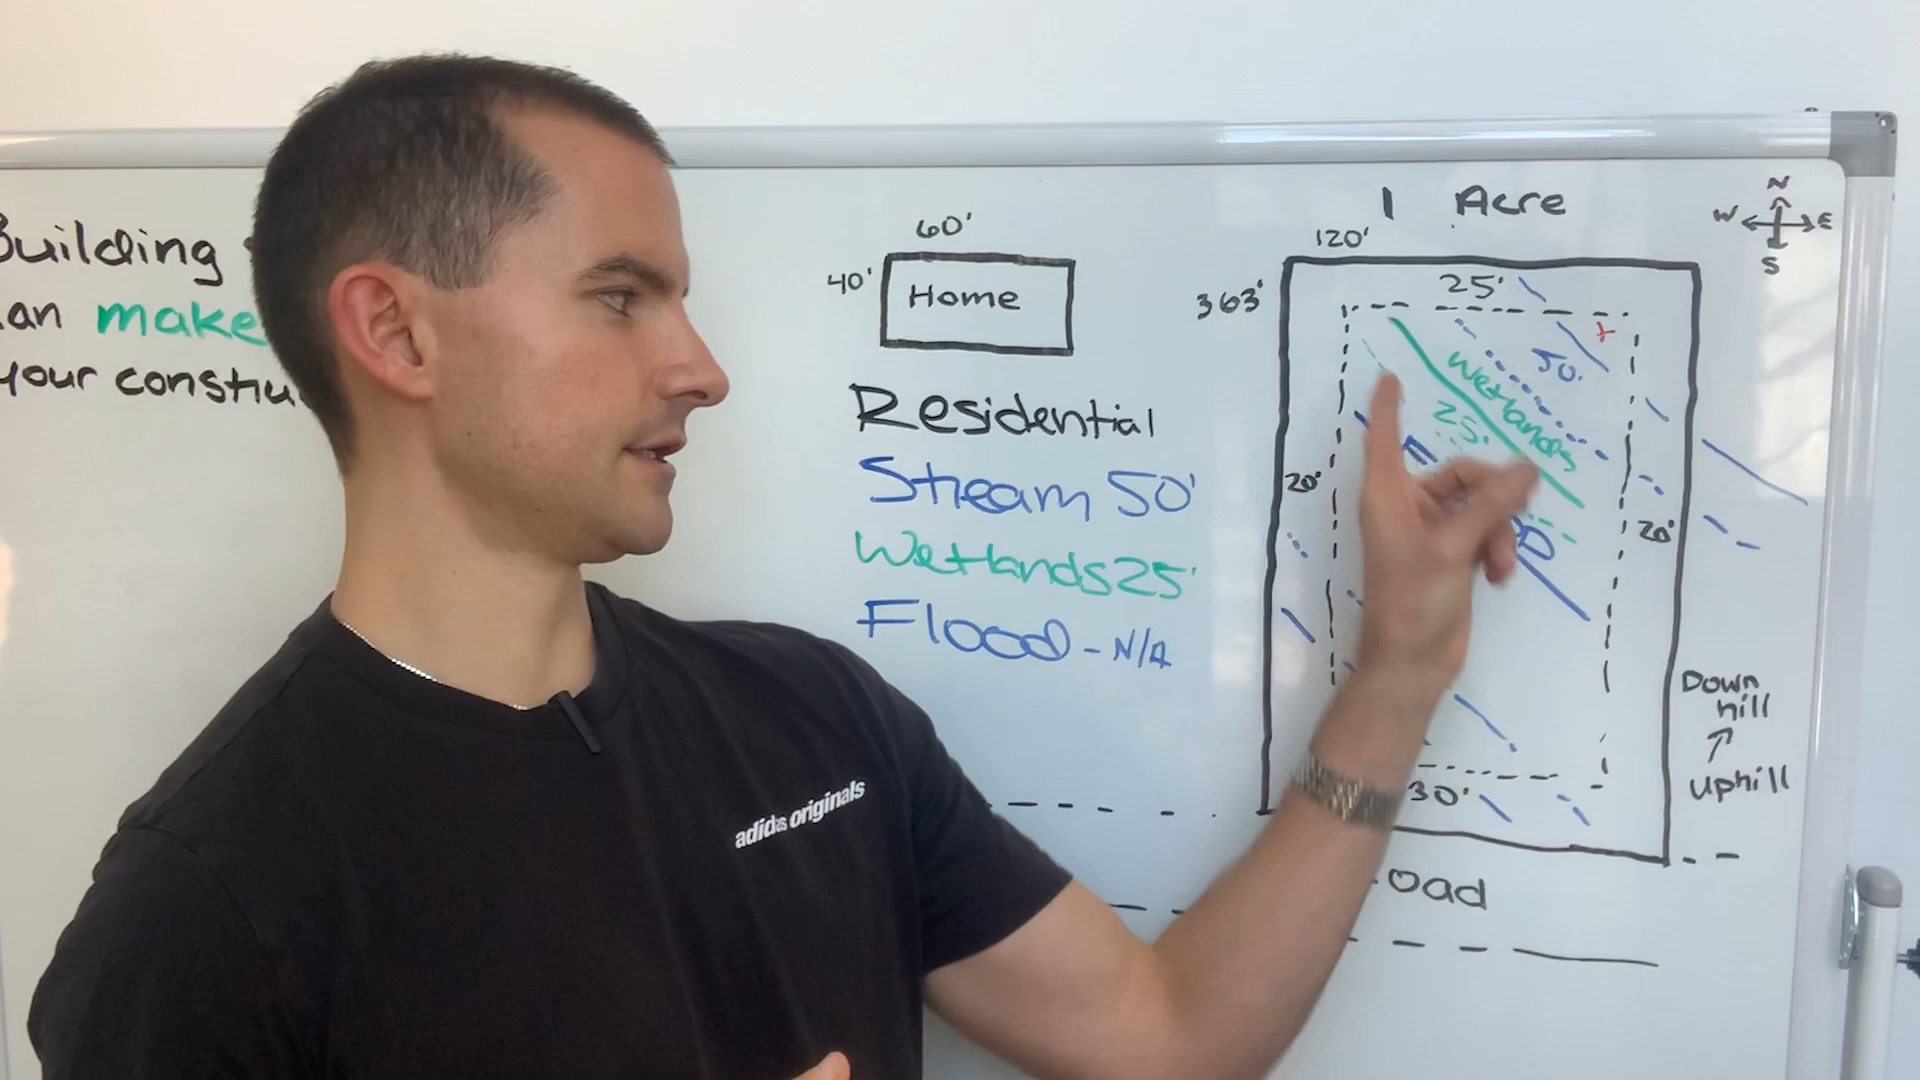 Building
an make
your constru
60'
40'
Home
Residential
Stream 50'
Wetlands 25'
Flood - N/A
1 Acre
120'
363'
25'
50'
Wetlands
25'
20'
20'
30'
N
W E
S
Down
hill
uphill
oad
adidas originals